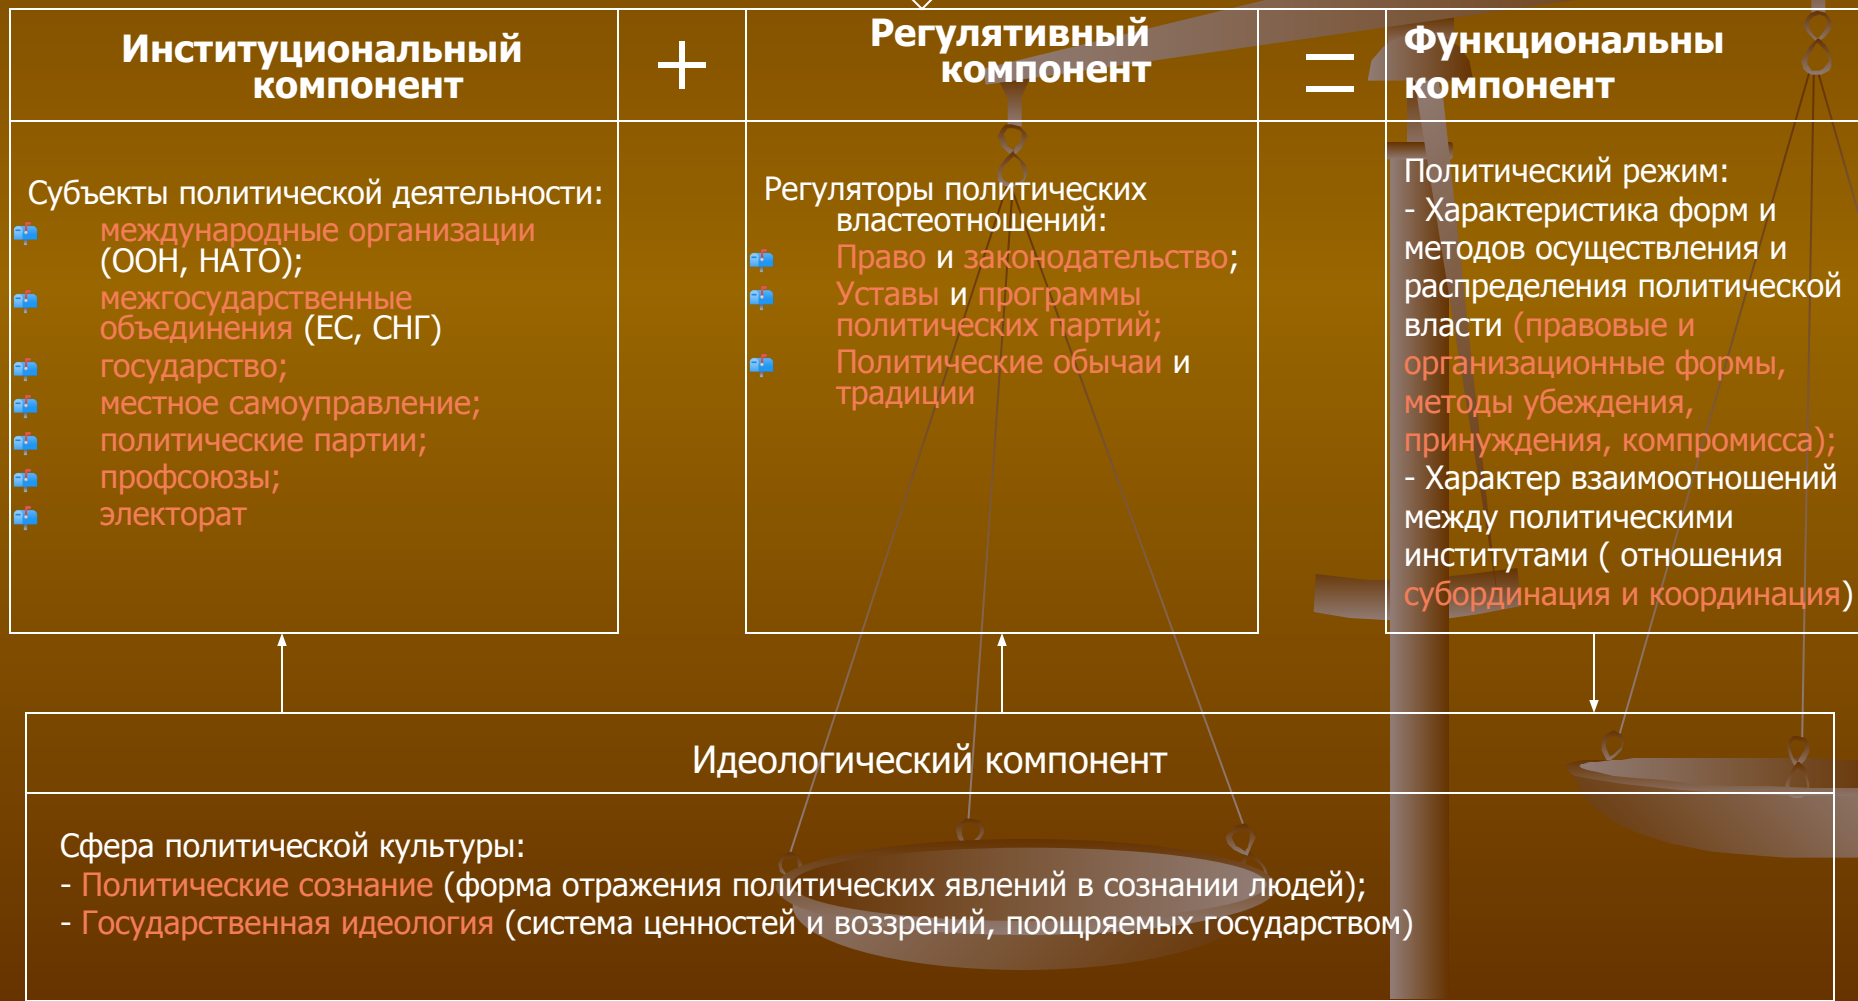 Институциональный
компонент
+
Регулятивный
компонент
=
Функциональны
компонент
Субъекты политической деятельности:
международные организации
(ООН, НАТО);
межгосударственные
объединения (ЕС, СНГ)
государство;
местное самоуправление;
политические партии;
профсоюзы;
электорат
Регуляторы политических
властеотношений:
Право и законодательство;
Уставы и программы
политических партий;
Политические обычаи и
традиции
Политический режим:
- Характеристика форм и
методов осуществления и
распределения политической
власти (правовые и
организационные формы,
методы убеждения,
принуждения, компромисса);
- Характер взаимоотношений
между политическими
институтами ( отношения
субординация и координация)
Идеологический компонент
Сфера политической культуры:
- Политические сознание (форма отражения политических явлений в сознании людей);
- Государственная идеология (система ценностей и воззрений, поощряемых государством)